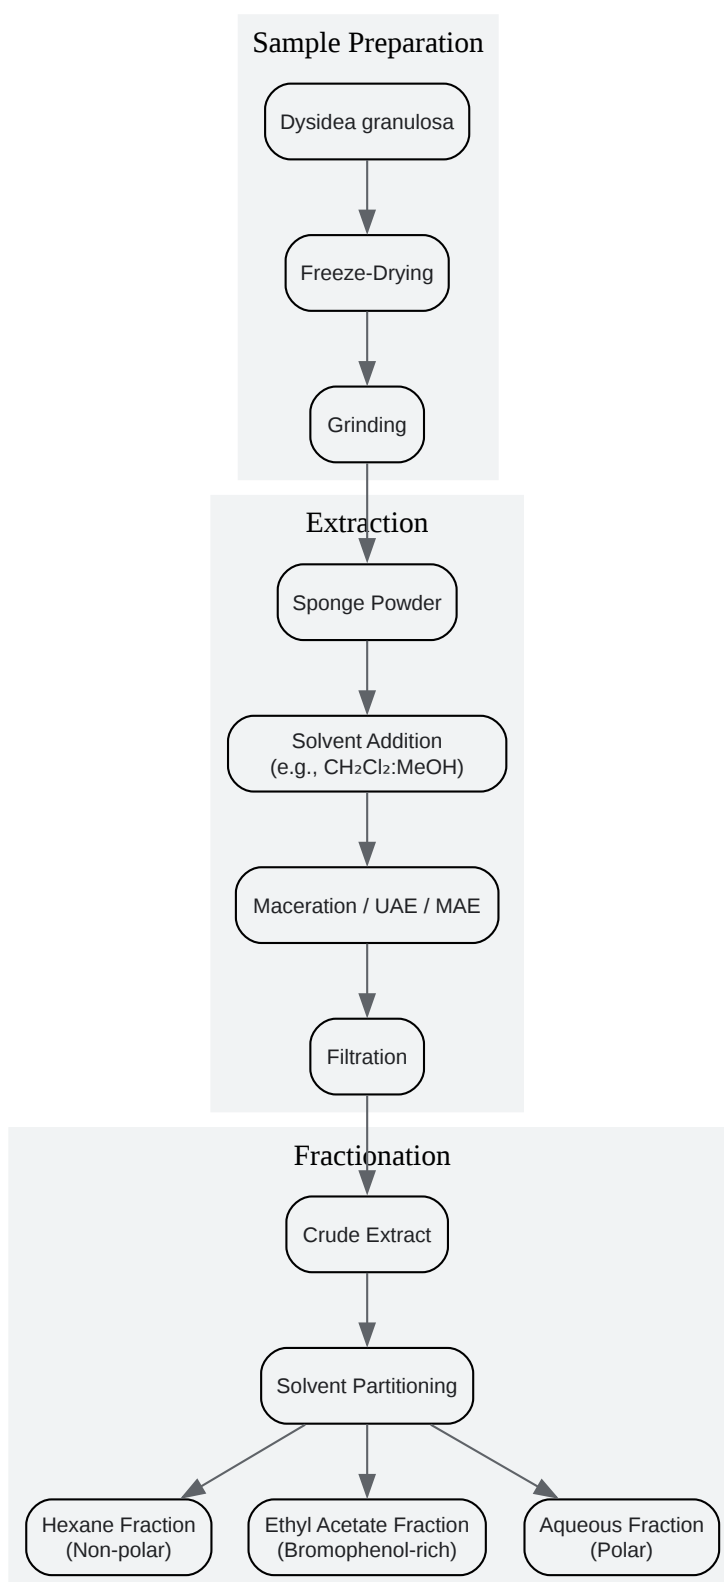 Sample Preparation
Dysidea granulosa
Freeze-Drying
Grinding
Extraction
Sponge Powder
Solvent Addition
(e.g., CH₂Cl₂:MeOH)
Maceration / UAE / MAE
Filtration
Fractionation
Crude Extract
Solvent Partitioning
Hexane Fraction
(Non-polar)
Ethyl Acetate Fraction
(Bromophenol-rich)
Aqueous Fraction
(Polar)